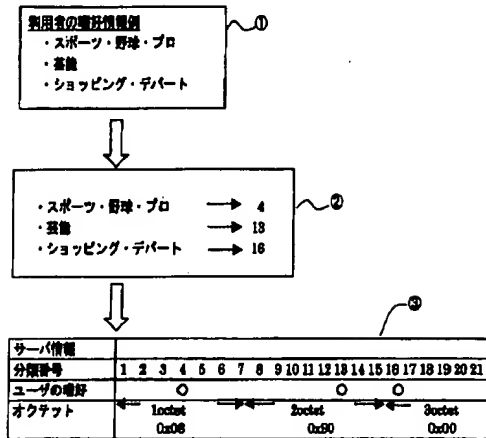 利用者の嗜好情報例
①
・スポーツ・野球・プロ
・芸能
・ショッピング・デパート
②
・スポーツ・野球・プロ → 4
・芸能 → 13
・ショッピング・デパート → 16
③
サーバ情報
分類番号 1 2 3 4 5 6 7 8 9 10 11 12 13 14 15 16 17 18 19 20 21
ユーザの嗜好 ○ ○ ○
オクテット 1octet 2octet 3octet
0x08 0x90 0x00